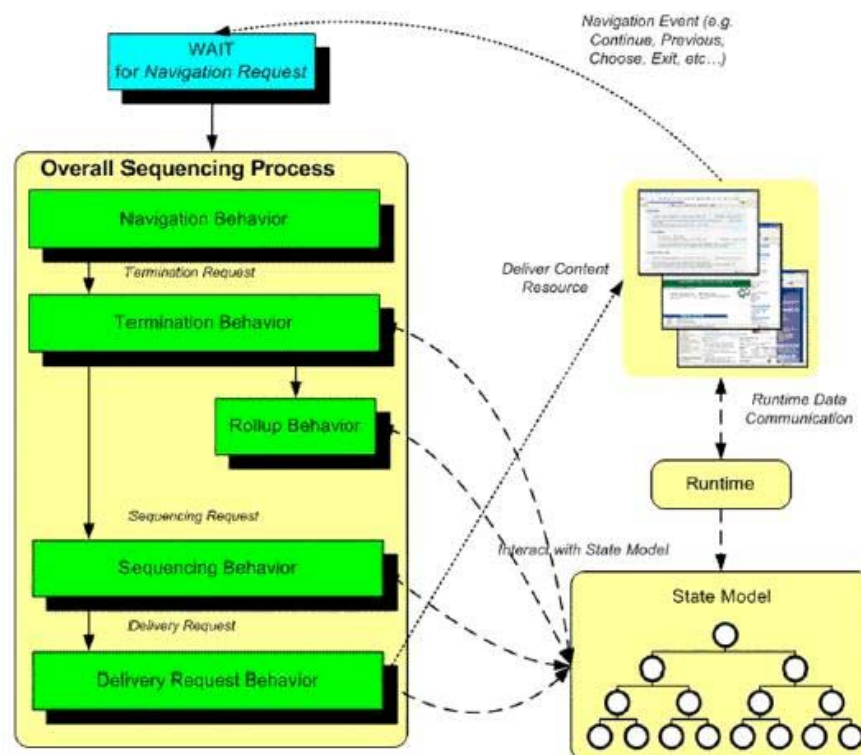 WAIT
for Navigation Request
Navigation Event (e.g.
Continue, Previous,
Choose, Exit, etc…)
Overall Sequencing Process
Navigation Behavior
Termination Request
Termination Behavior
Rollup Behavior
Sequencing Request
Sequencing Behavior
Delivery Request
Delivery Request Behavior
Deliver Content
Resource
Runtime Data
Communication
Runtime
Interact with State Model
State Model